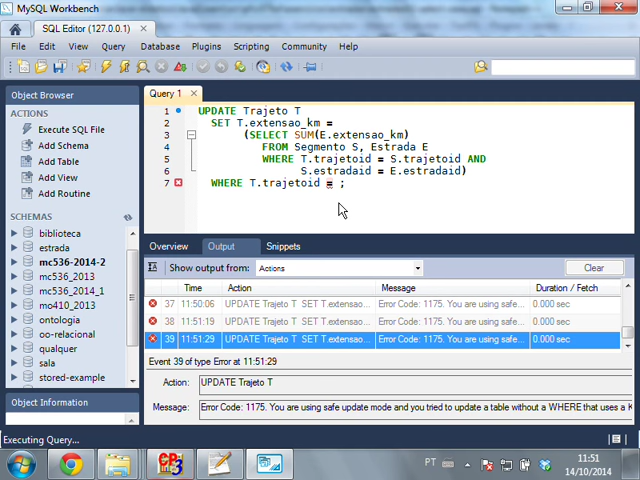 MySQL Workbench
SQL Editor (127.0.0.1)
File Edit View Query Database Plugins Scripting Community Help
Object Browser
ACTIONS
Execute SQL File
Add Schema
Add Table
Add View
Add Routine
SCHEMAS
biblioteca
estrada
mc536-2014-2
mc536_2013
mc536_2014_1
mo410_2013
ontologia
oo-relacional
qualquer
sala
stored-example
Object Information
Query 1
1 UPDATE Trajeto T
2 SET T.extensao_km =
3 (SELECT SUM(E.extensao_km)
4 FROM Segmento S, Estrada E
5 WHERE T.trajetoid = S.trajetoid AND
6 S.estradaid = E.estradaid)
7 WHERE T.trajetoid = ;
Overview Output Snippets
Show output from: Actions Clear
Time Action Message Duration / Fetch
37 11:50:06 UPDATE Trajeto T SET T.extensao... Error Code: 1175. You are using safe... 0.000 sec
38 11:51:19 UPDATE Trajeto T SET T.extensao... Error Code: 1175. You are using safe... 0.000 sec
39 11:51:29 UPDATE Trajeto T SET T.extensao... Error Code: 1175. You are using safe... 0.000 sec
Event 39 of type Error at 11:51:29
Action: UPDATE Trajeto T
Message: Error Code: 1175. You are using safe update mode and you tried to update a table without a WHERE that uses a K
Executing Query...
PT
11:51
14/10/2014